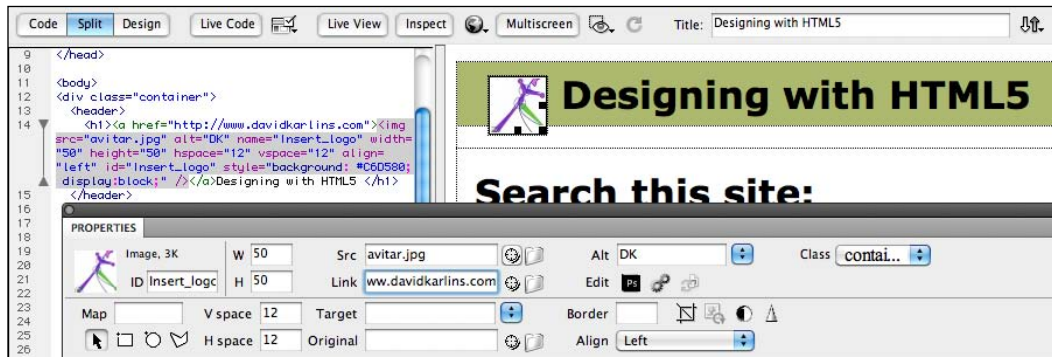 Code Split Design Live Code Live View Inspect Multiscreen Title: Designing with HTML5
9 </head>
10
11 <body>
12 <div class="container">
13 <header>
14 <h1><a href="http://www.davidkarlins.com"><img
src="avitar.jpg" alt="DK" name="Insert_logo" width=
"50" height="50" hspace="12" vspace="12" align=
"left" id="Insert_logo" style="background: #C6D580;
display:block;" /></a>Designing with HTML5 </h1>
15 </header>
16
17
18
19
20
21
22
23
24
25
26
Designing with HTML5
Search this site:
PROPERTIES
Image, 3K W 50 Src avitar.jpg Alt DK Class contai...
ID Insert_logc H 50 Link ww.davidkarlins.com Edit Ps
Map V space 12 Target Border
H space 12 Original Align Left